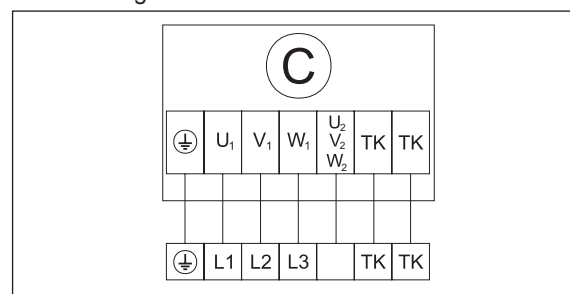 C
U₁ V₁ W₁ U₂ V₂ W₂ TK TK
L1 L2 L3 TK TK